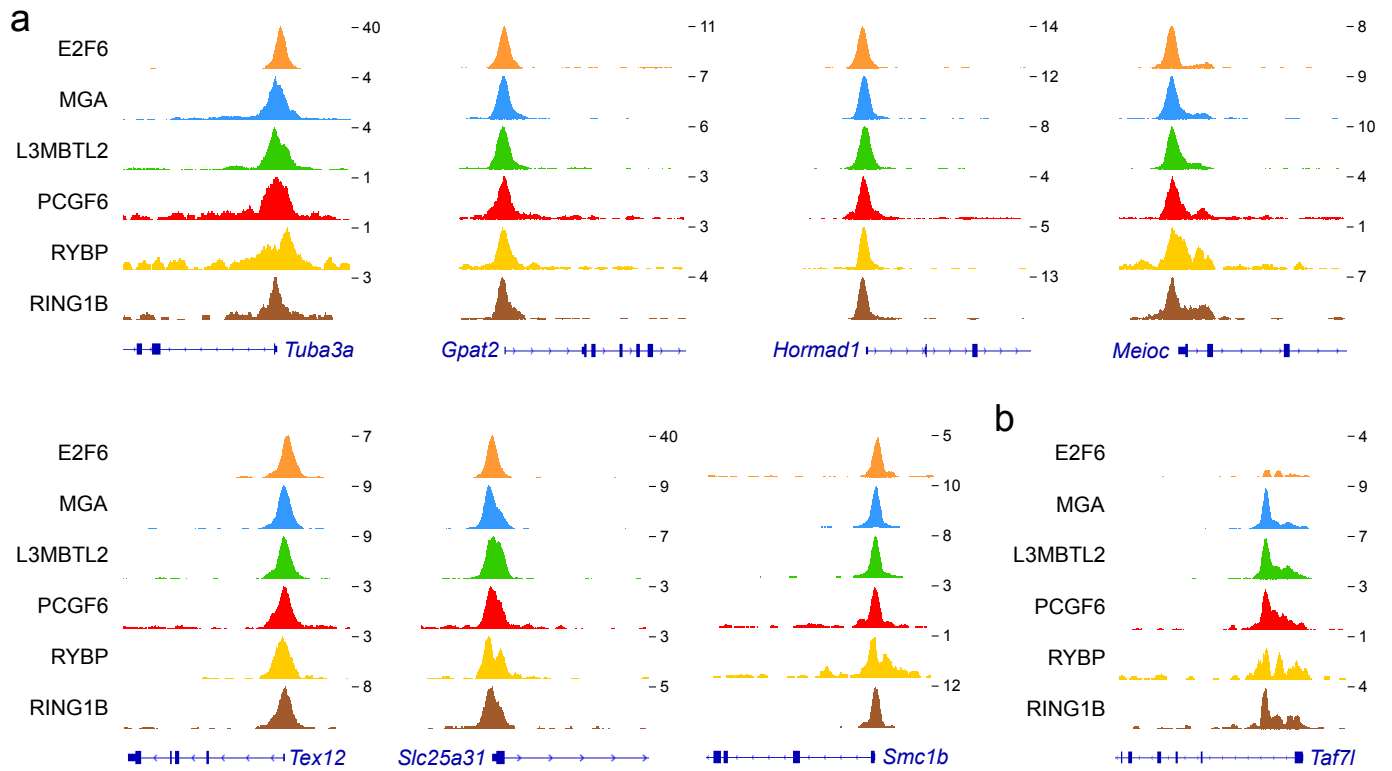 a
E2F6 - 40 - 11 - 14 - 8
MGA - 4 - 7 - 12 - 9
L3MBTL2 - 4 - 6 - 8 - 10
PCGF6 - 1 - 3 - 4 - 4
RYBP - 1 - 3 - 5 - 1
RING1B - 3 - 4 - 13 - 7
Tuba3a Gpat2 Hormad1 Meioc
b
E2F6 - 7 - 40 - 5 E2F6 - 4
MGA - 9 - 9 - 10 MGA - 9
L3MBTL2 - 9 - 7 - 8 L3MBTL2 - 7
PCGF6 - 3 - 3 - 3 PCGF6 - 3
RYBP - 3 - 3 - 1 RYBP - 1
RING1B - 8 - 5 - 12 RING1B - 4
Tex12 Slc25a31 Smc1b Taf7l